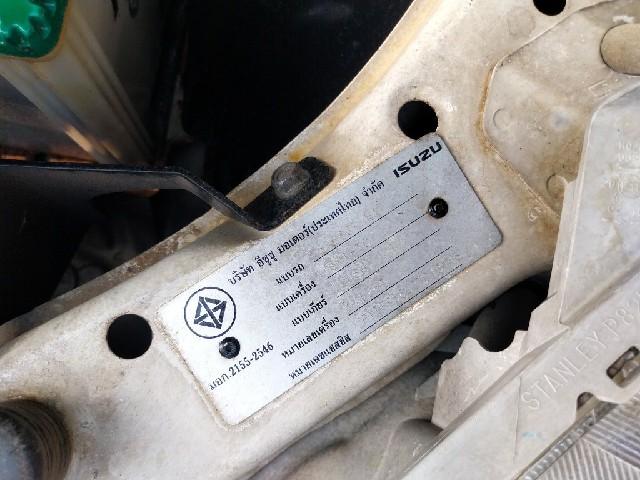 ISUZU
บริษัท อีซูซุ มอเตอร์(ประเทศไทย) จำกัด
แบบรถ
แบบเครื่อง
แบบเกียร์
หมายเลขเครื่อง
หมายเลขแชสซีส
มอก.2155-2546
STANLEY P8